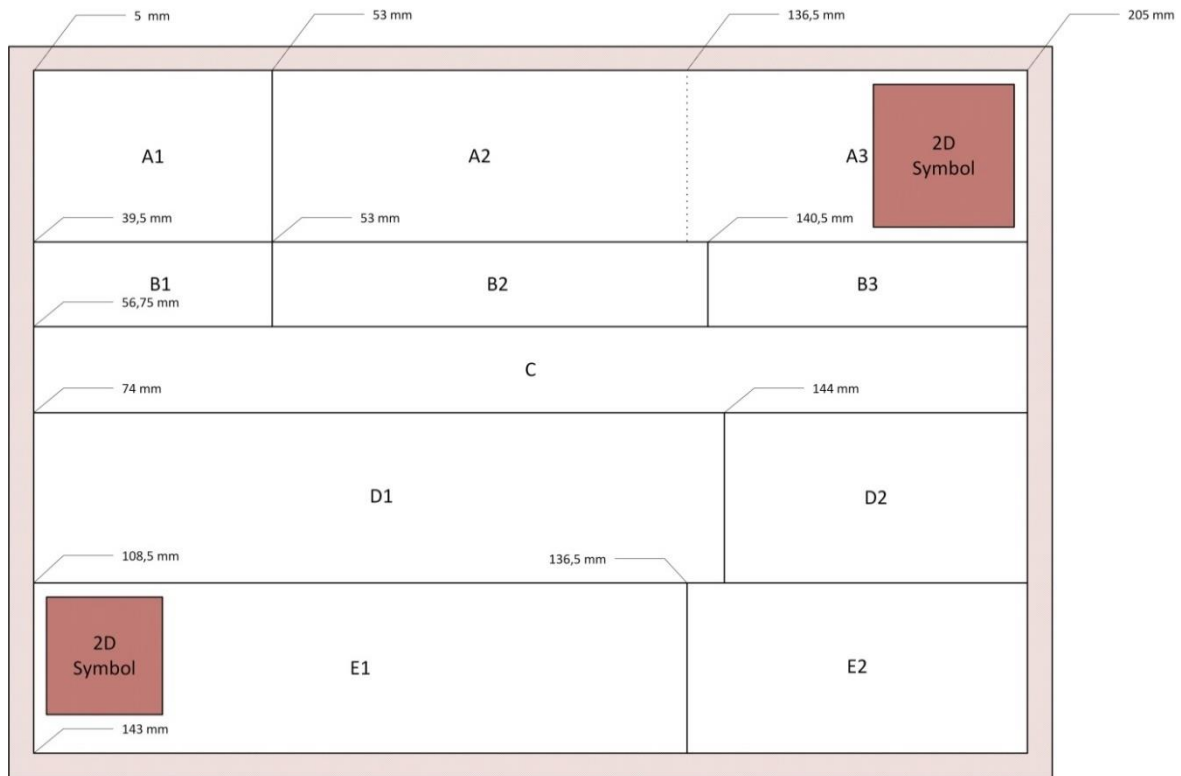 5 mm
53 mm
136,5 mm
205 mm
A1
A2
A3
2D
Symbol
39,5 mm
53 mm
140,5 mm
B1
B2
B3
56,75 mm
C
74 mm
144 mm
D1
D2
108,5 mm
136,5 mm
2D
Symbol
E1
E2
143 mm